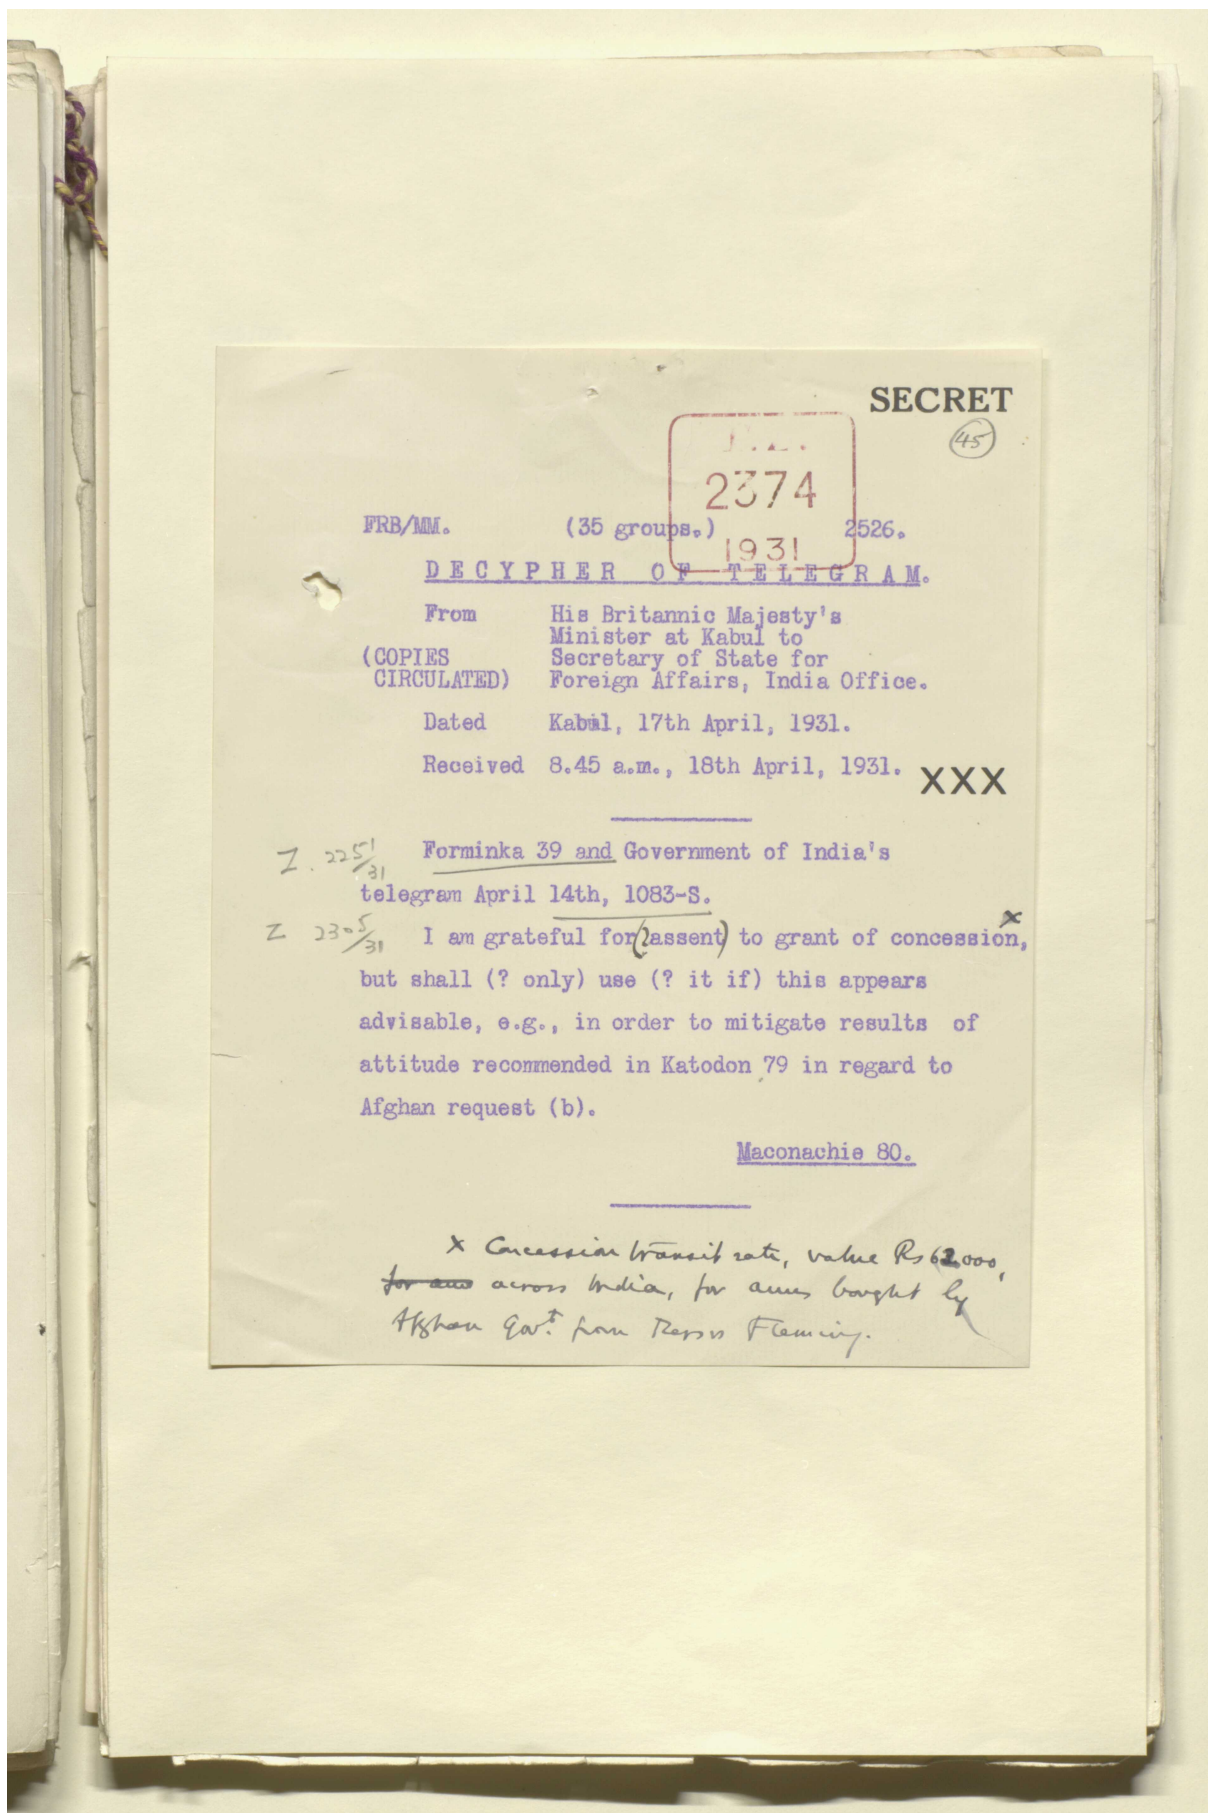 SECRET
45
2374
1931
FRB/MM. (35 groups.) 2526.
DECYPHER OF TELEGRAM.
From His Britannic Majesty's
Minister at Kabul to
(COPIES Secretary of State for
CIRCULATED) Foreign Affairs, India Office.
Dated Kabul, 17th April, 1931.
Received 8.45 a.m., 18th April, 1931. XXX
Z. 2251/31 Forminka 39 and Government of India's
telegram April 14th, 1083-S.
Z 2305/31 I am grateful for (?assent) to grant of concession, x
but shall (? only) use (? it if) this appears
advisable, e.g., in order to mitigate results of
attitude recommended in Katodon 79 in regard to
Afghan request (b).
Maconachie 80.
x Concession transit rate, value Rs 62000,
for arms across India, for arms bought by
Afghan Govt. from Messrs Fleming.